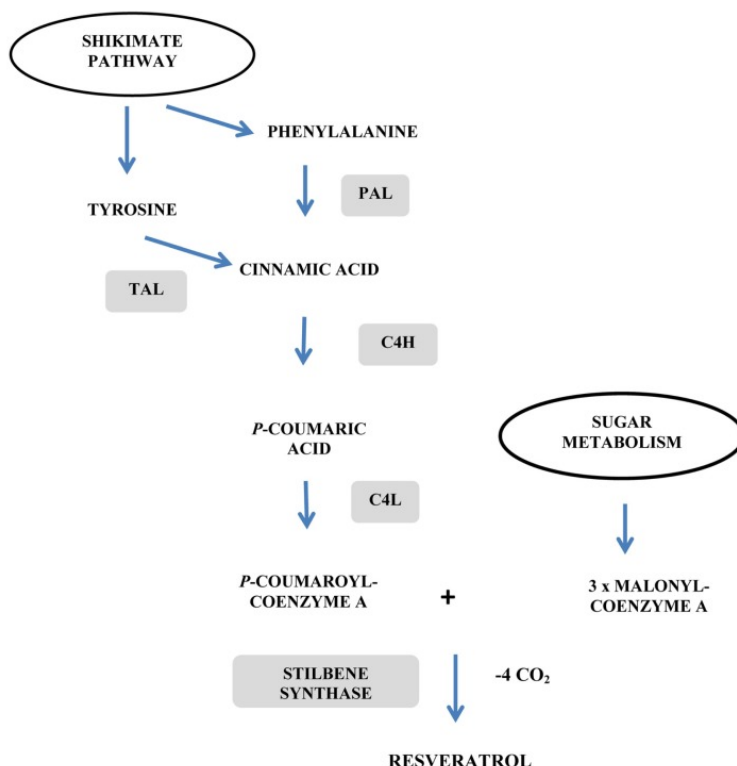 SHIKIMATE
PATHWAY
PHENYLALANINE
PAL
TYROSINE
CINNAMIC ACID
TAL
C4H
P-COUMARIC
ACID
SUGAR
METABOLISM
C4L
P-COUMAROYL-
COENZYME A
+
3 x MALONYL-
COENZYME A
STILBENE
SYNTHASE
-4 CO₂
RESVERATROL